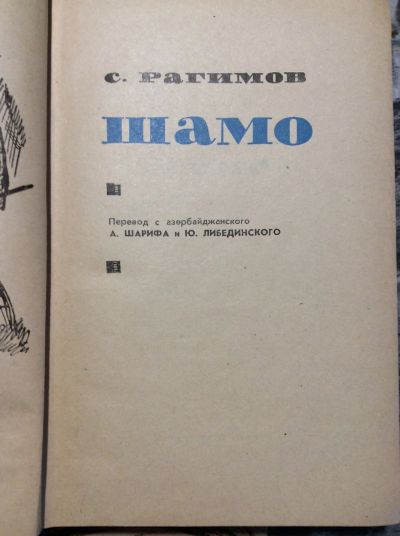 С. РАГИМОВ
ШАМО
Перевод с азербайджанского
А. ШАРИФА и Ю. ЛИБЕДИНСКОГО